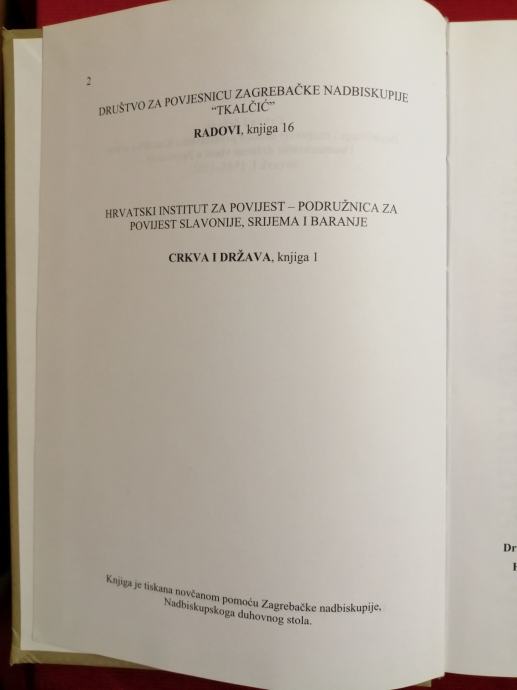 2
DRUŠTVO ZA POVJESNICU ZAGREBAČKE NADBISKUPIJE
“TKALČIĆ”
RADOVI, knjiga 16
HRVATSKI INSTITUT ZA POVIJEST – PODRUŽNICA ZA
POVIJEST SLAVONIJE, SRIJEMA I BARANJE
CRKVA I DRŽAVA, knjiga 1
Knjiga je tiskana novčanom pomoću Zagrebačke nadbiskupije,
Nadbiskupskoga duhovnog stola.
Dr